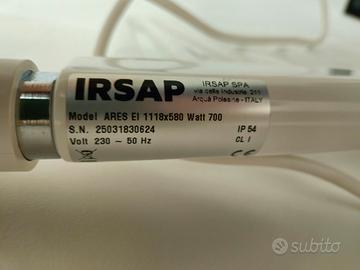 IRSAP
IRSAP SPA
via delle Industrie, 211
Arquà Polesine - ITALY
Model ARES EI 1118x580 Watt 700
S.N. 25031830624
IP 54
Volt 230 ~ 50 Hz
CL I
CE
subito